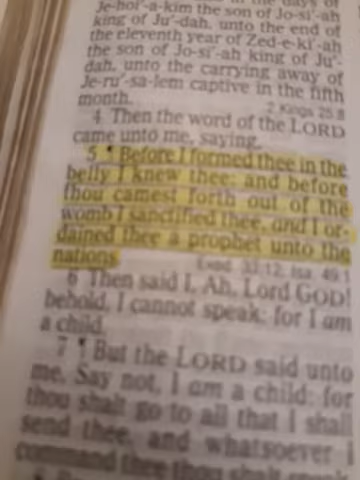 Je-hoi'-a-kim the son of Jo-si'-ah
king of Ju'-dah, unto the end of
the eleventh year of Zed-e-ki'-ah
the son of Jo-si'-ah king of Ju'-
dah, unto the carrying away of
Je-ru'-sa-lem captive in the fifth
month.
2 Kings 25.8
4 Then the word of the LORD
came unto me, saying,
5 ¶ Before I formed thee in the
belly I knew thee; and before
thou camest forth out of the
womb I sanctified thee, and I or-
dained thee a prophet unto the
nations.
Exod. 33:12; Isa. 49:1
6 Then said I, Ah, Lord GOD!
behold, I cannot speak: for I am
a child.
7 ¶ But the LORD said unto
me, Say not, I am a child: for
thou shalt go to all that I shall
send thee, and whatsoever I
command thee thou shalt speak.